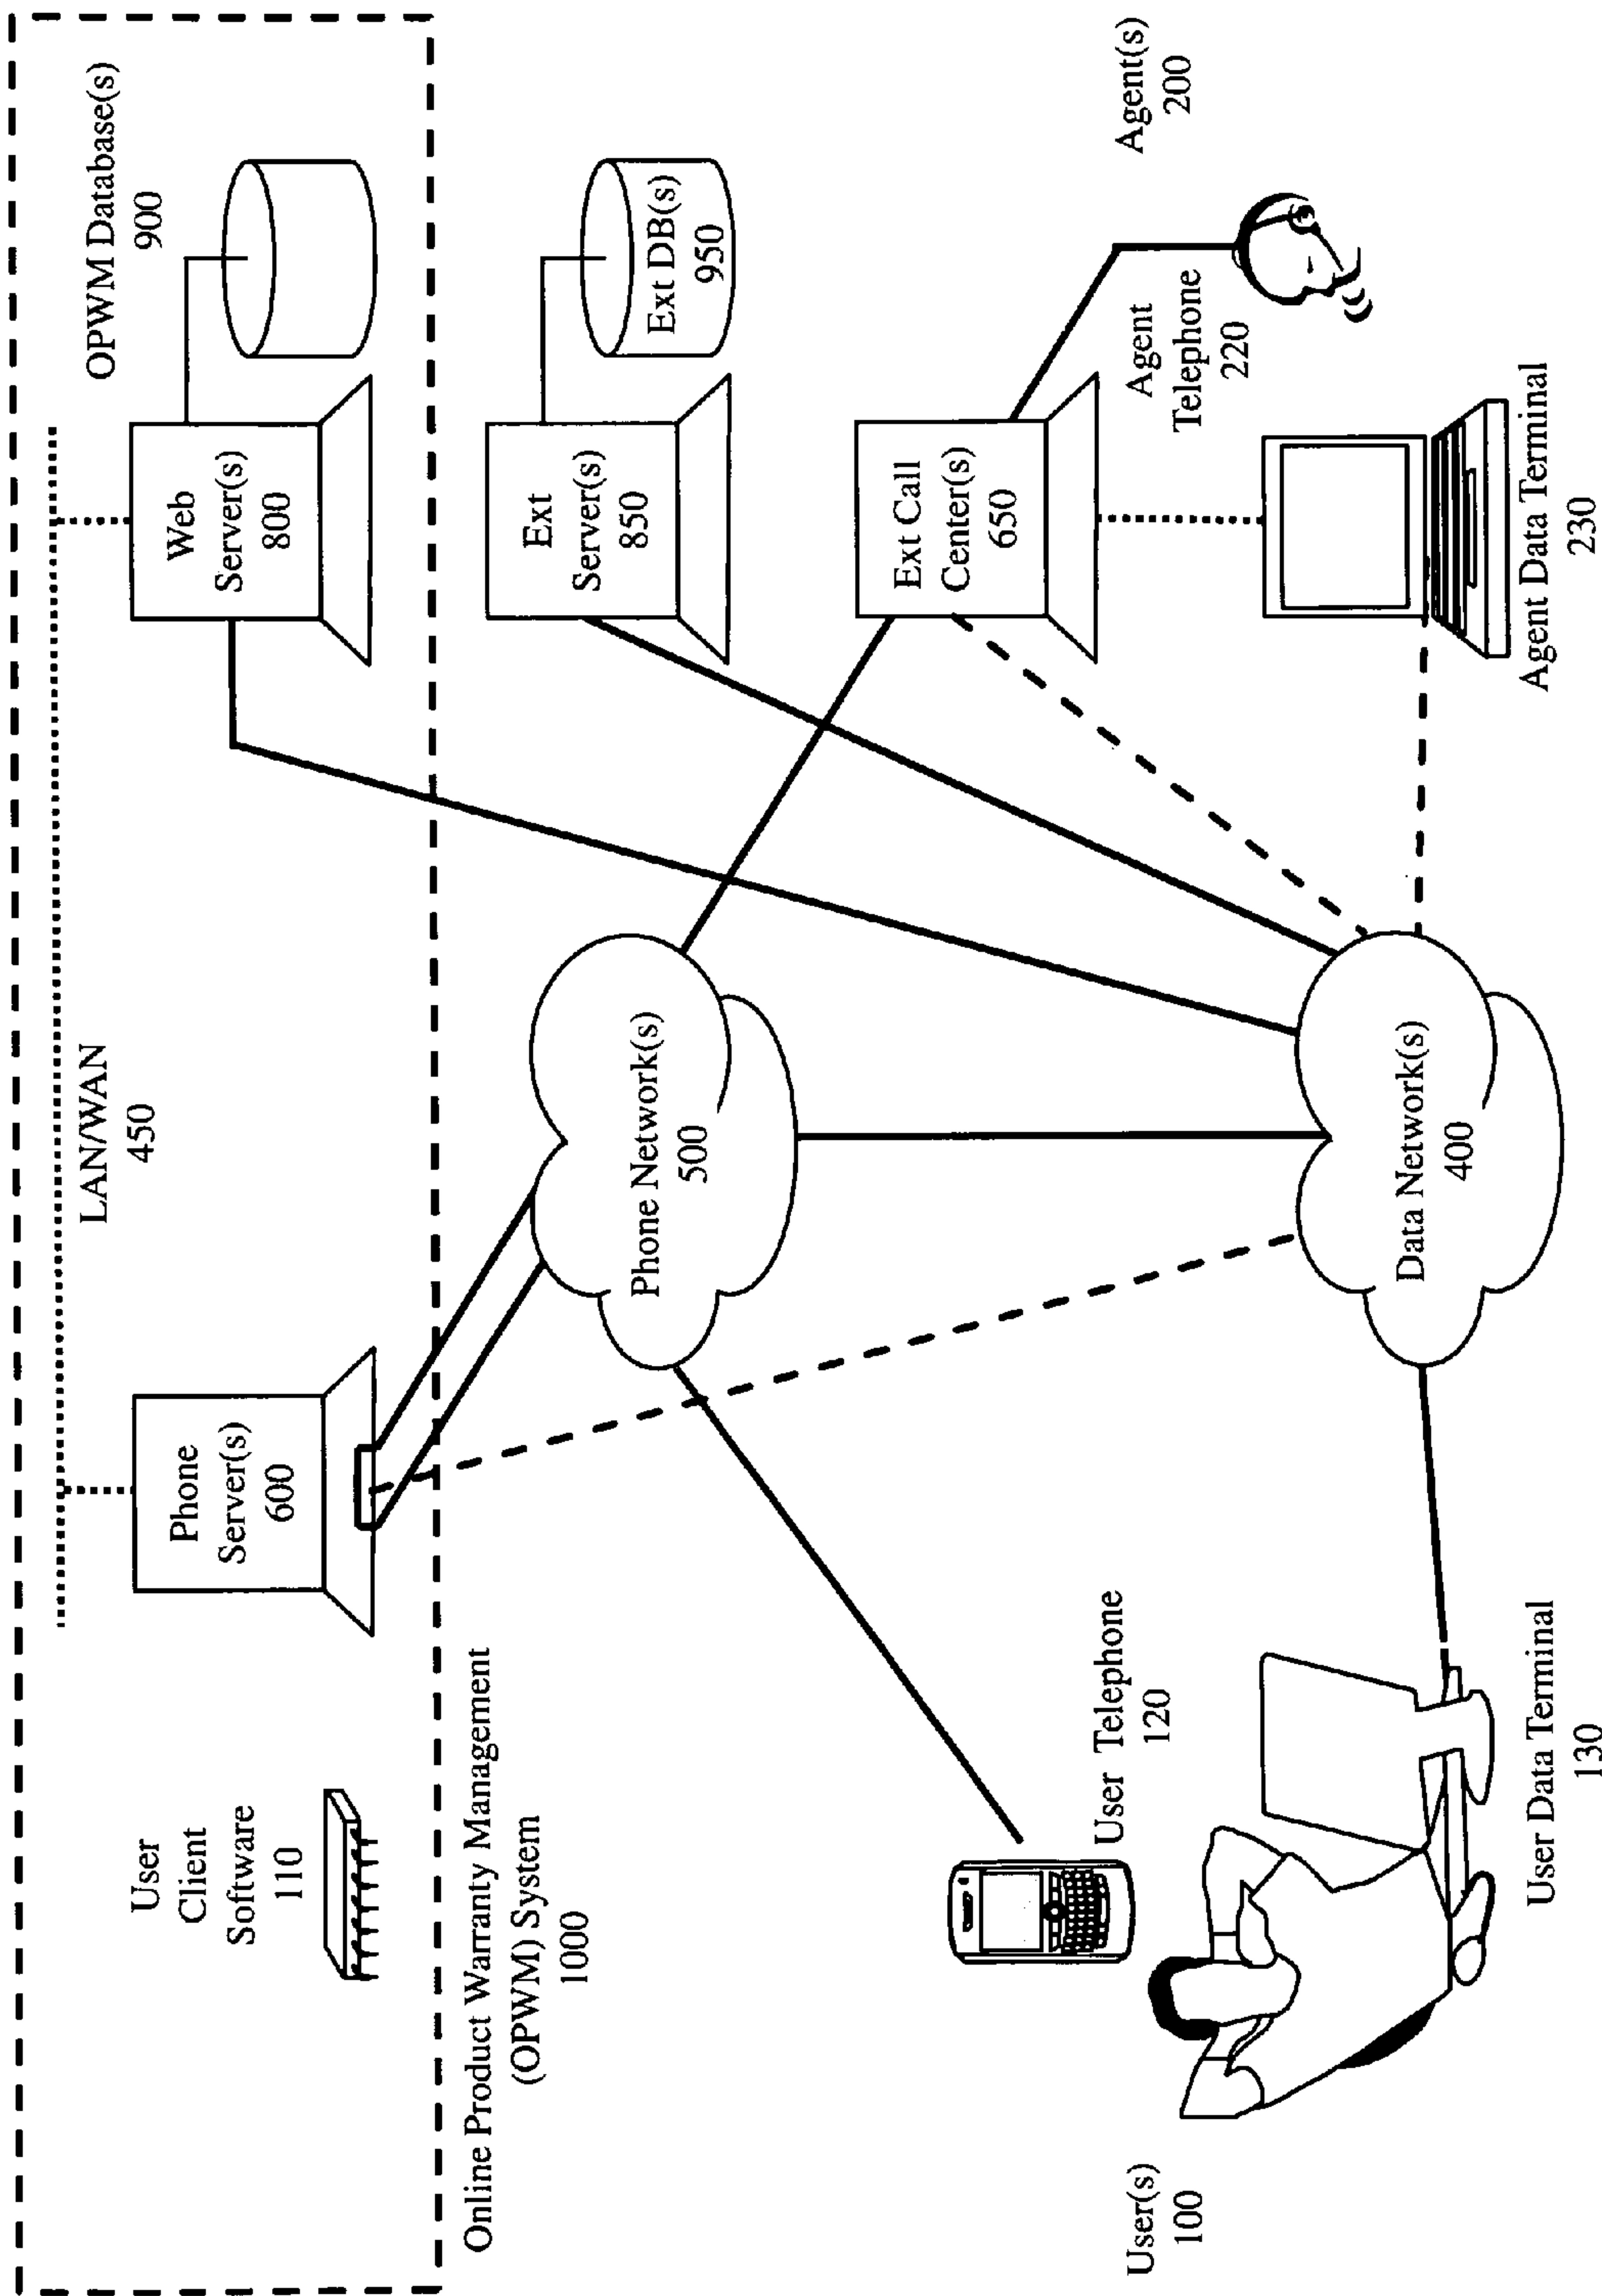 LAN/WAN
450
OPWM Database(s)
900
User
Client
Software
110
Phone
Server(s)
600
Web
Server(s)
800
Online Product Warranty Management
(OPWM) System
1000
Ext
Server(s)
850
Ext DB(s)
950
Phone Network(s)
500
Ext Call
Center(s)
650
User Telephone
120
Agent
Telephone
220
Agent(s)
200
User(s)
100
Data Network(s)
400
User Data Terminal
130
Agent Data Terminal
230